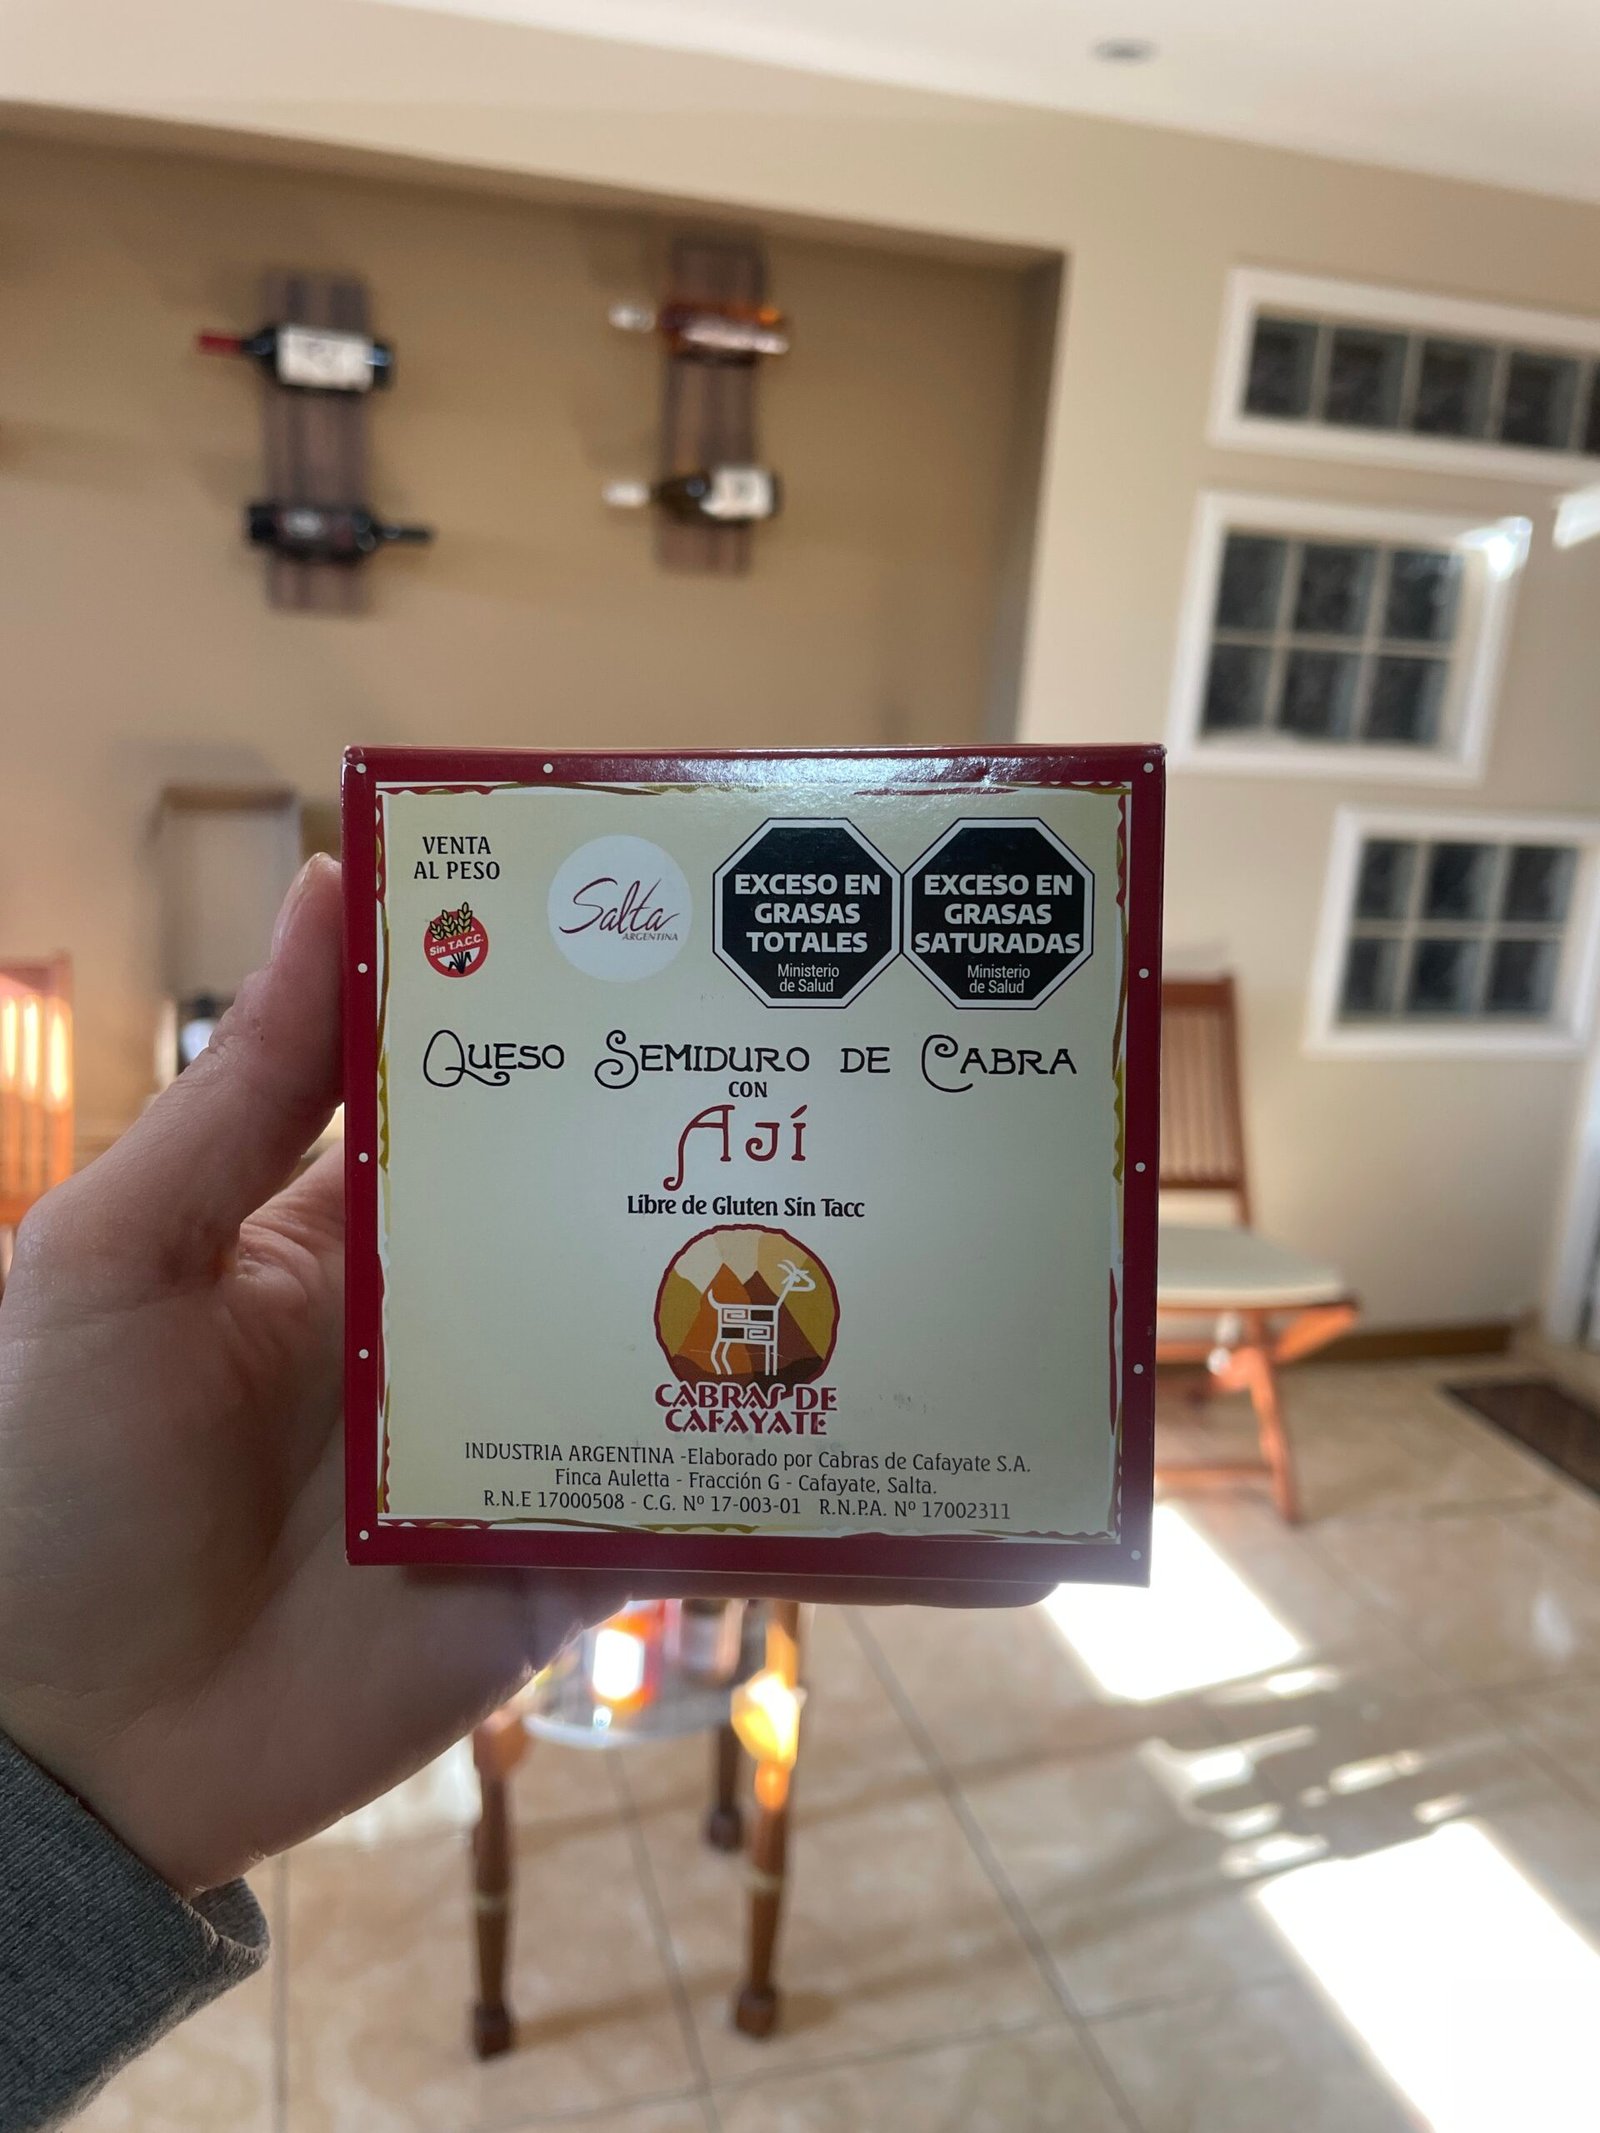 VENTA
AL PESO
Sin T.A.C.C.
Salta
ARGENTINA
EXCESO EN
GRASAS
TOTALES
Ministerio
de Salud
EXCESO EN
GRASAS
SATURADAS
Ministerio
de Salud
QUESO SEMIDURO DE CABRA
CON
AJÍ
Libre de Gluten Sin Tacc
CABRAS DE
CAFAYATE
INDUSTRIA ARGENTINA -Elaborado por Cabras de Cafayate S.A.
Finca Auletta - Fracción G - Cafayate, Salta.
R.N.E 17000508 - C.G. Nº 17-003-01 R.N.P.A. Nº 17002311